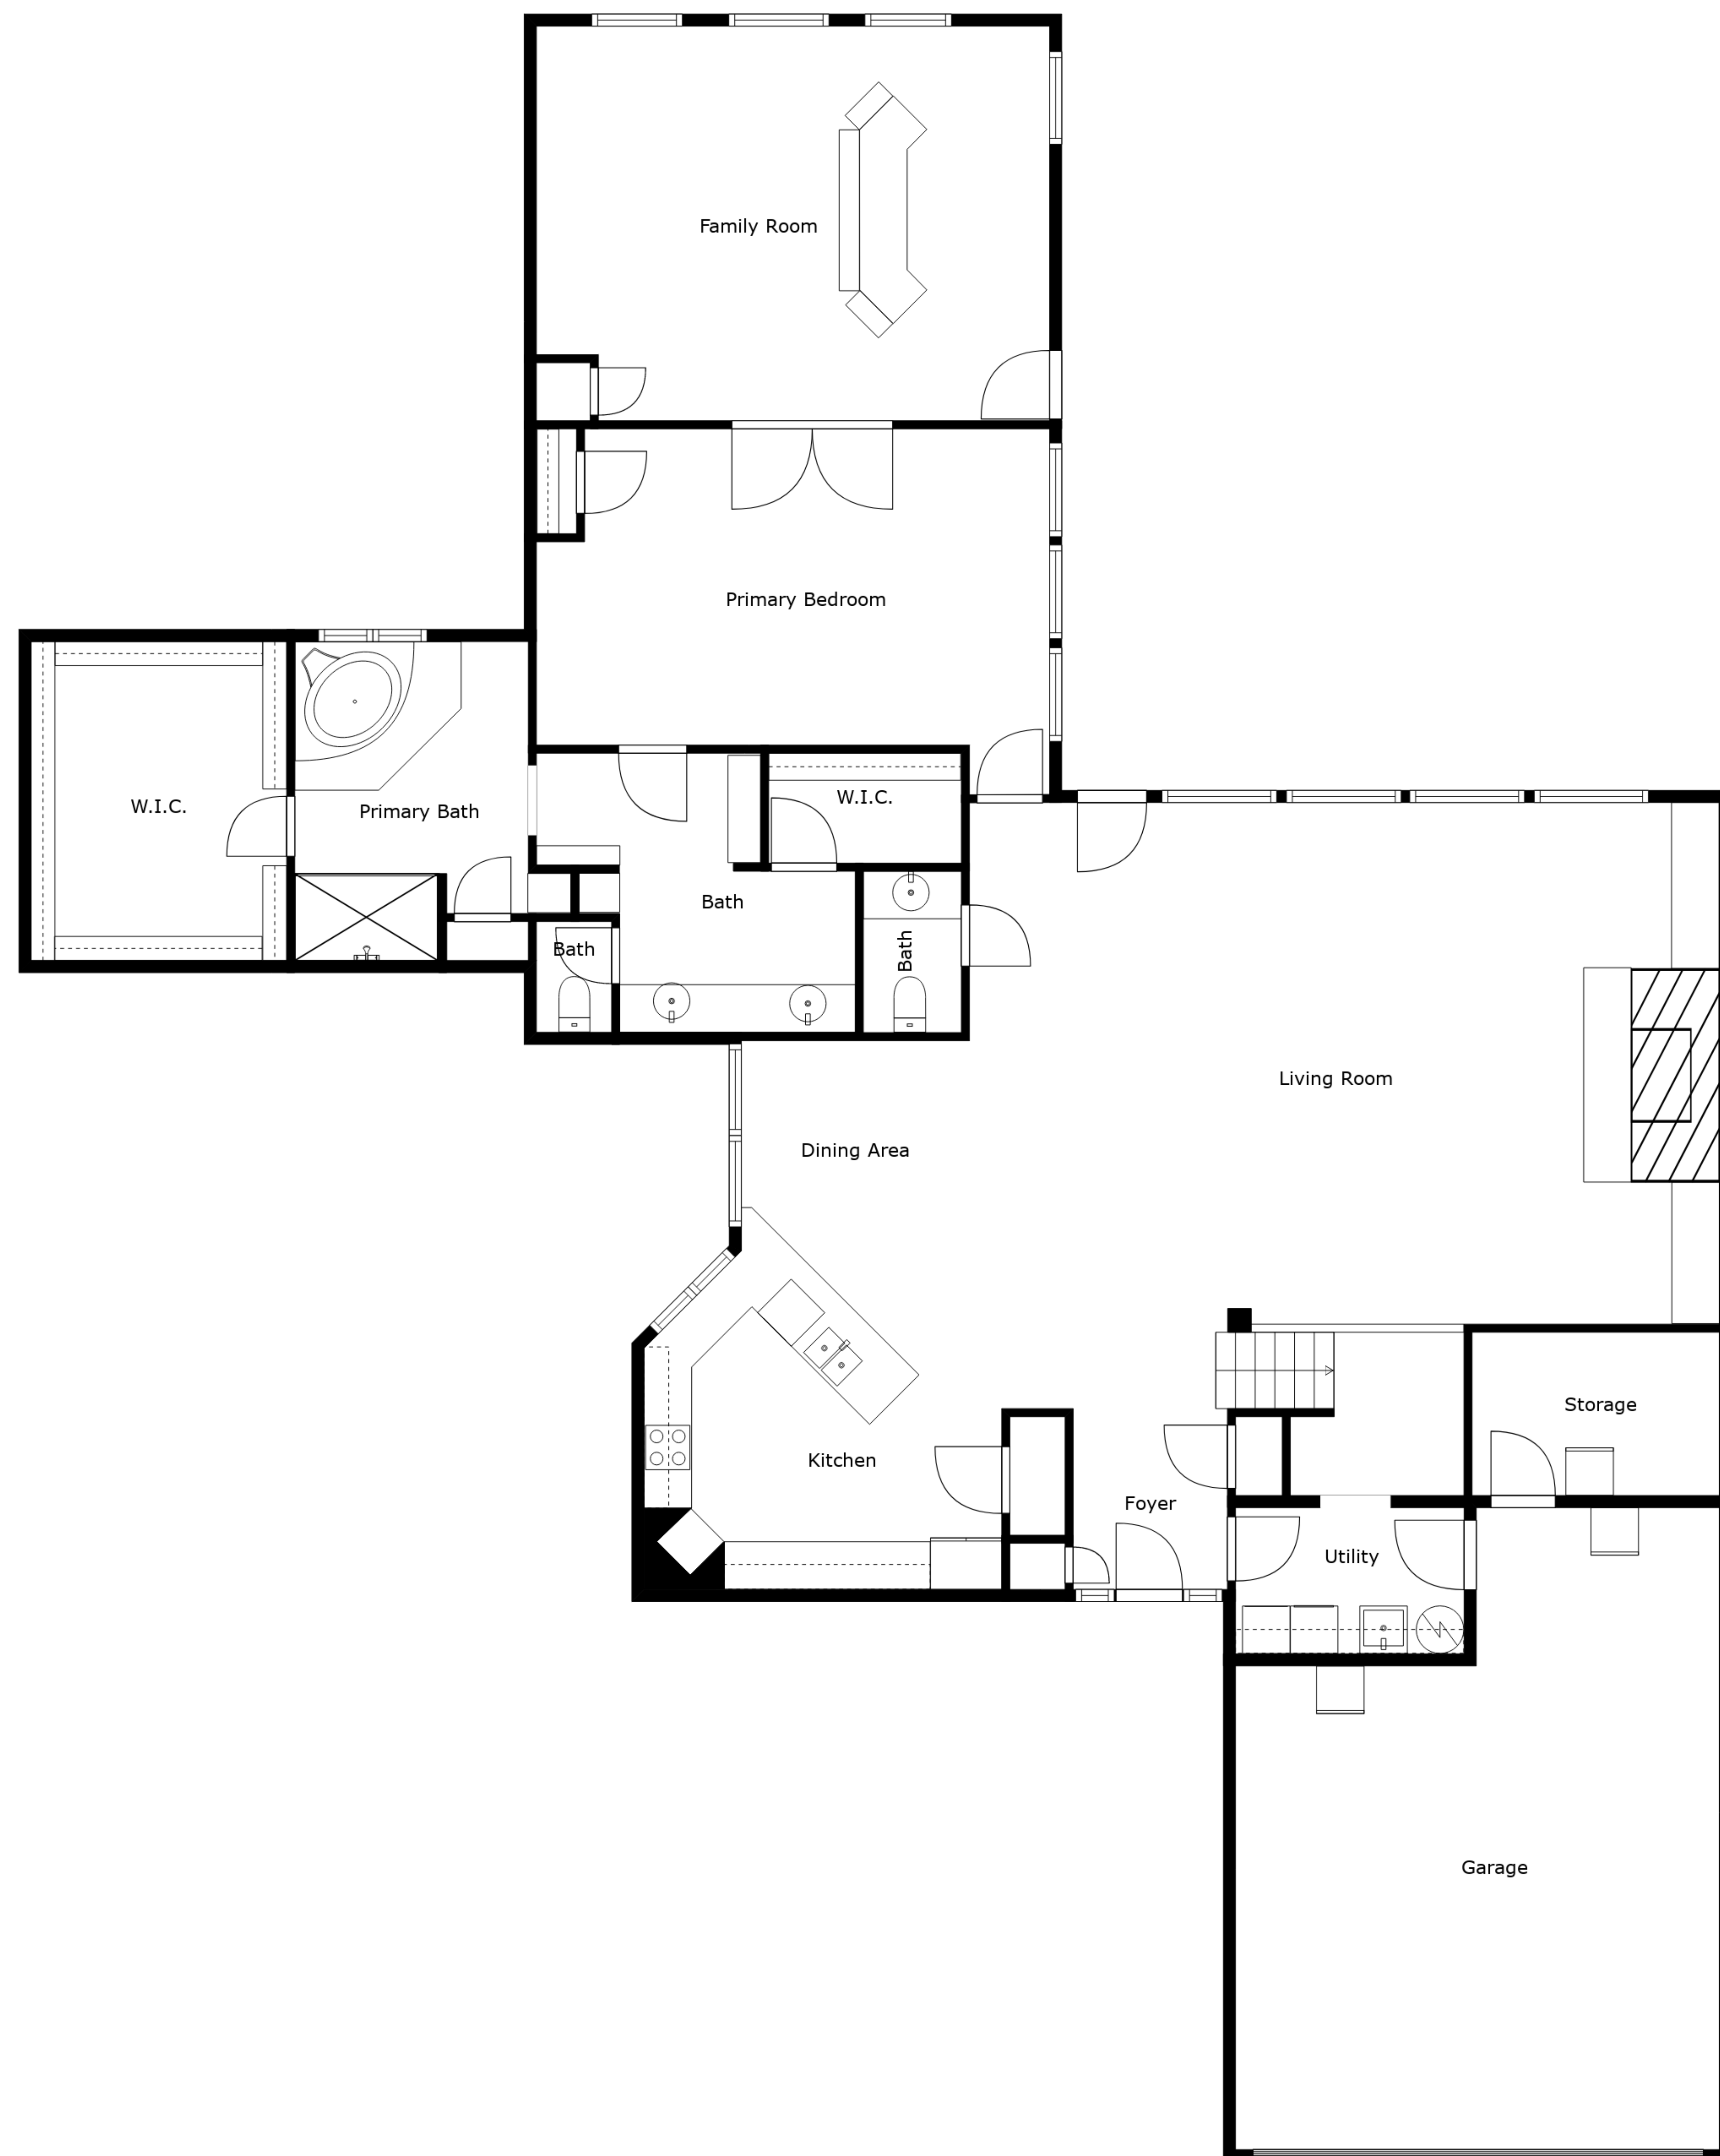 Family Room
Primary Bedroom
W.I.C.
W.I.C.
Primary Bath
Bath
Bath
Bath
Living Room
Dining Area
Storage
Kitchen
Foyer
Utility
Garage